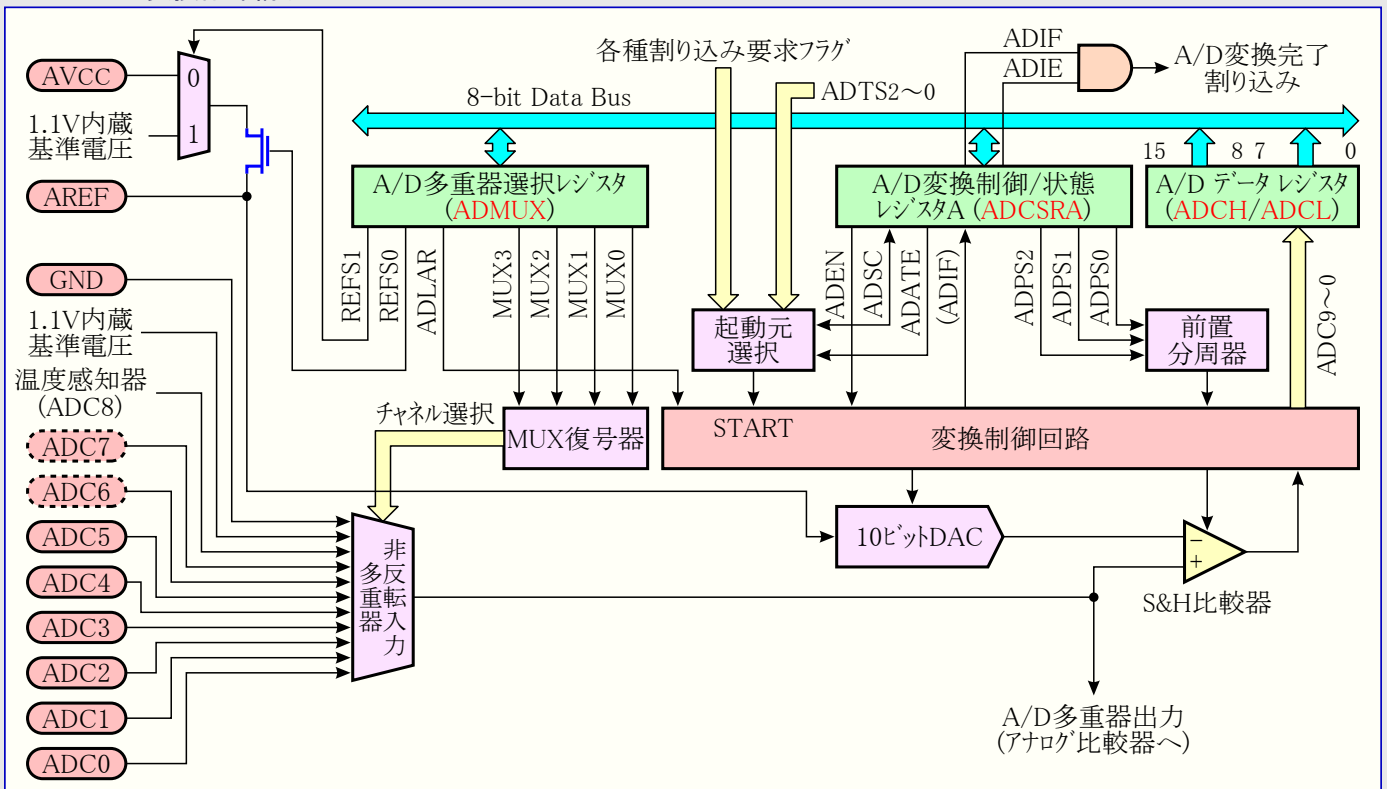 各種割り込み要求フラグ
ADIF
ADIE
A/D変換完了
割り込み
AVCC
0
1
8-bit Data Bus
ADTS2～0
1.1V内蔵
基準電圧
AREF
15 8 7 0
A/D多重器選択レジスタ
(ADMUX)
A/D変換制御/状態
レジスタA (ADCSRA)
A/D データ レジスタ
(ADCH/ADCL)
REFS1
REFS0
ADLAR
MUX3
MUX2
MUX1
MUX0
ADEN
ADSC
ADATE
(ADIF)
ADPS2
ADPS1
ADPS0
ADC9～0
GND
1.1V内蔵
基準電圧
起動元
選択
前置
分周器
温度感知器
(ADC8)
チャネル選択
MUX復号器
START
変換制御回路
ADC7
ADC6
ADC5
ADC4
ADC3
ADC2
ADC1
ADC0
非反転入力
多重器
10ビットDAC
−
+
S&H比較器
A/D多重器出力
(アナログ比較器へ)